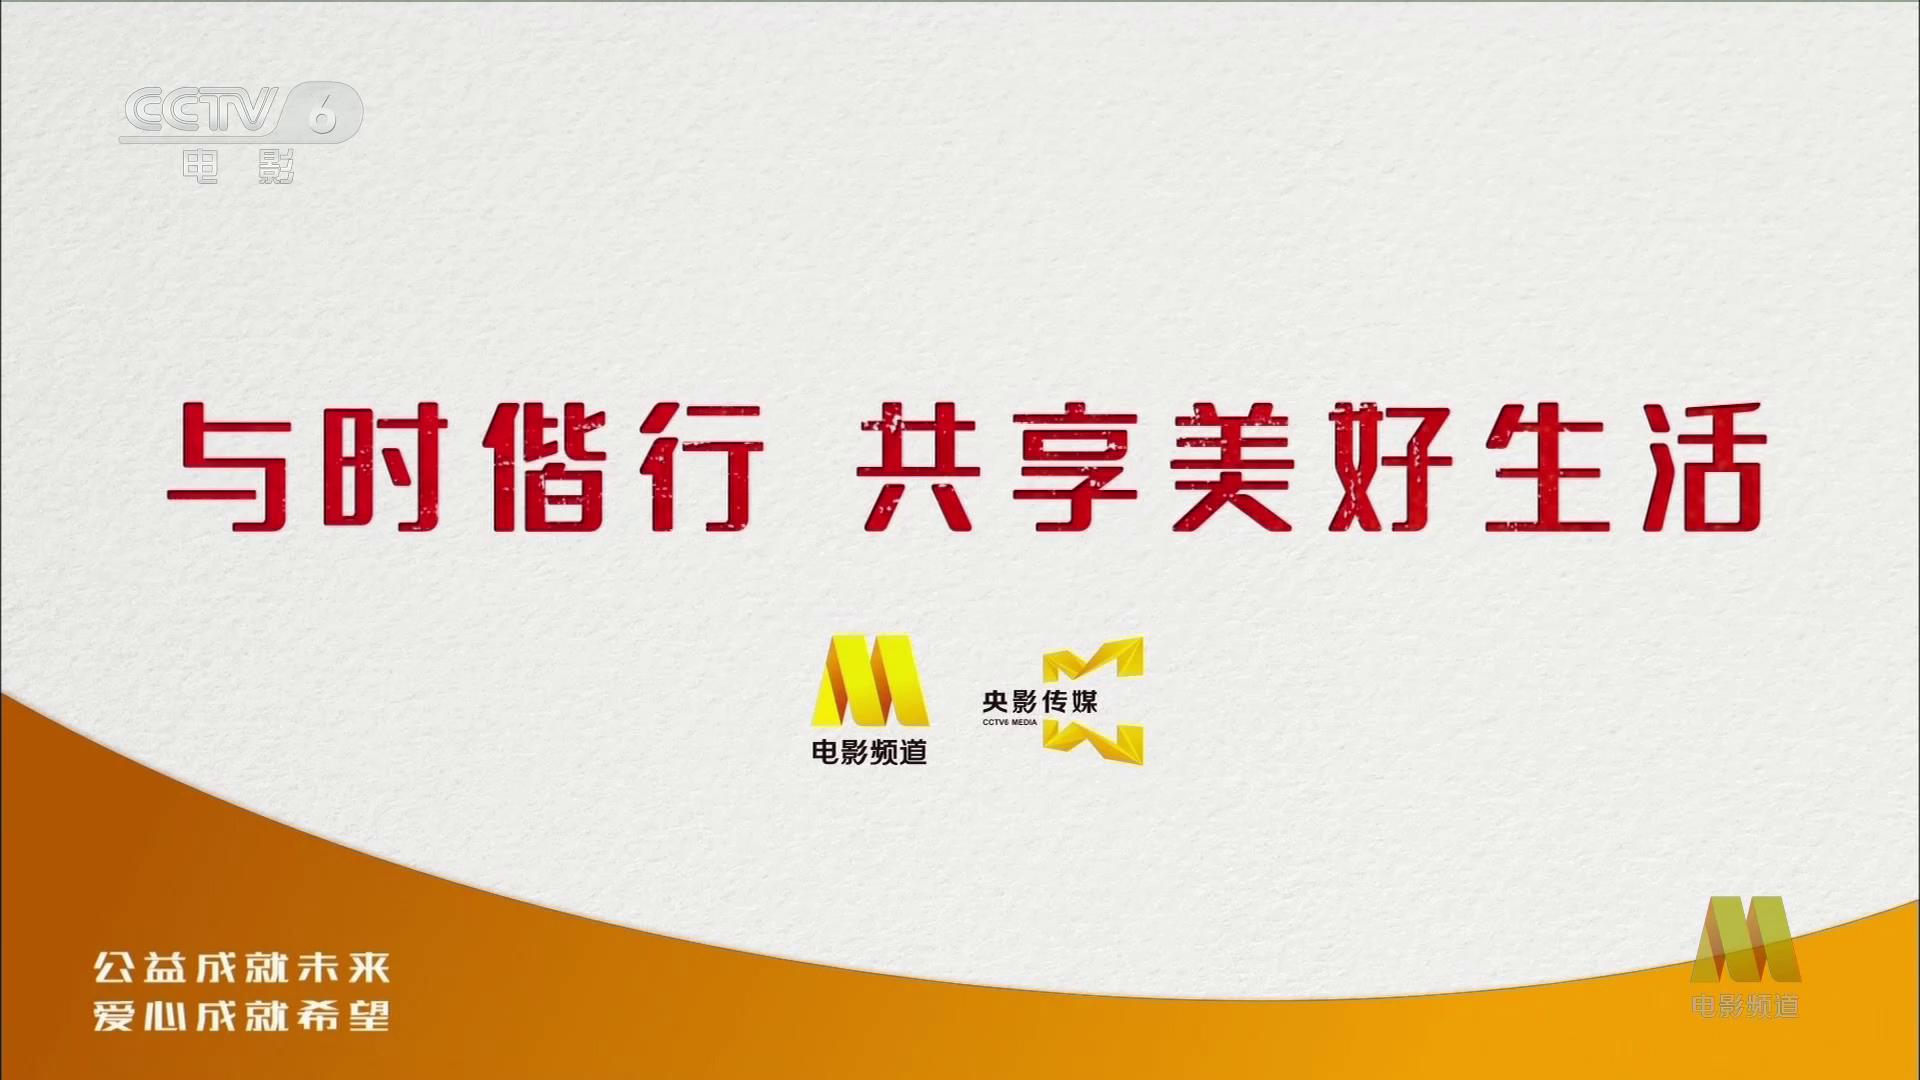 CCTV 6
电影
与时偕行 共享美好生活
电影频道
央影传媒
CCTV6 MEDIA
公益成就未来
爱心成就希望
电影频道